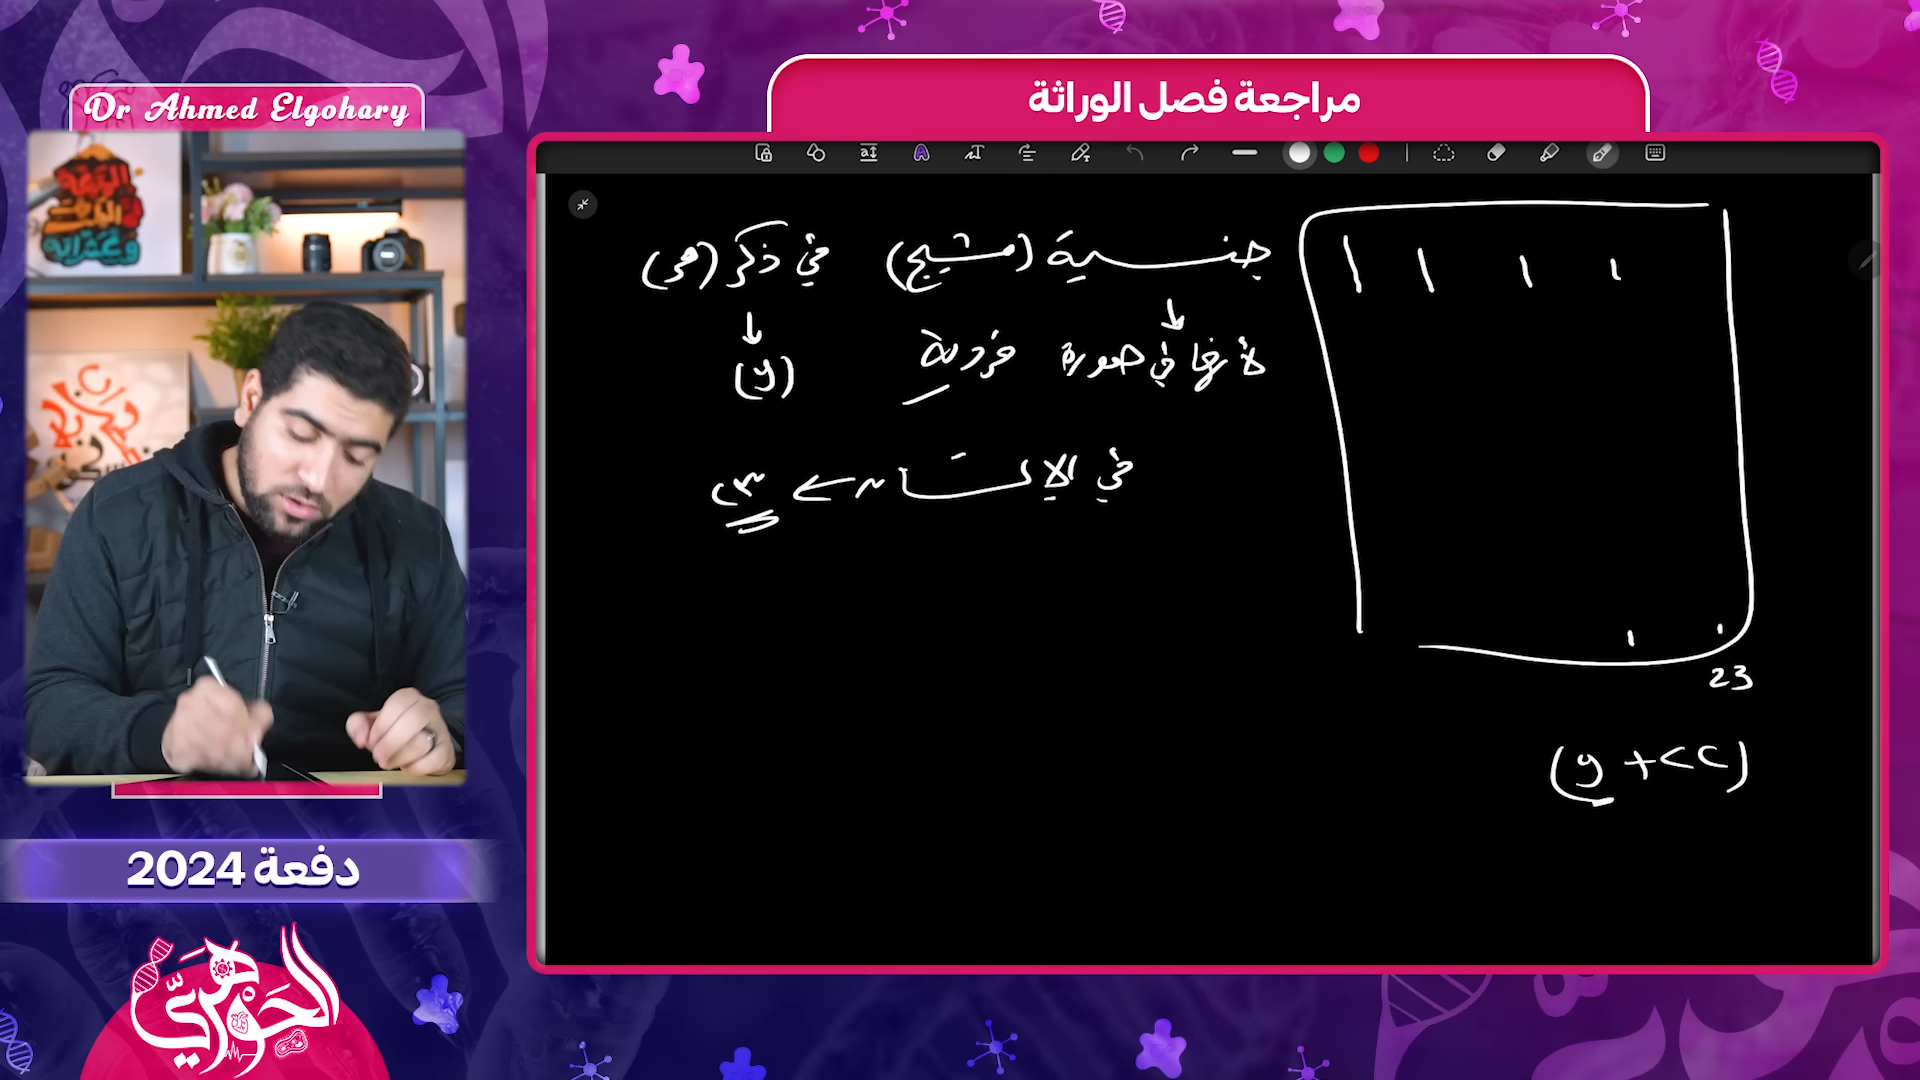 Dr Ahmed Elgohary
مراجعة فصل الوراثة
جنسية (مشيج) في ذكر (هي)
↓ ↓
لأنها في صورة فردية (y)
في الإنسان ← س
23
(22 + y)
دفعة 2024
الجوهري